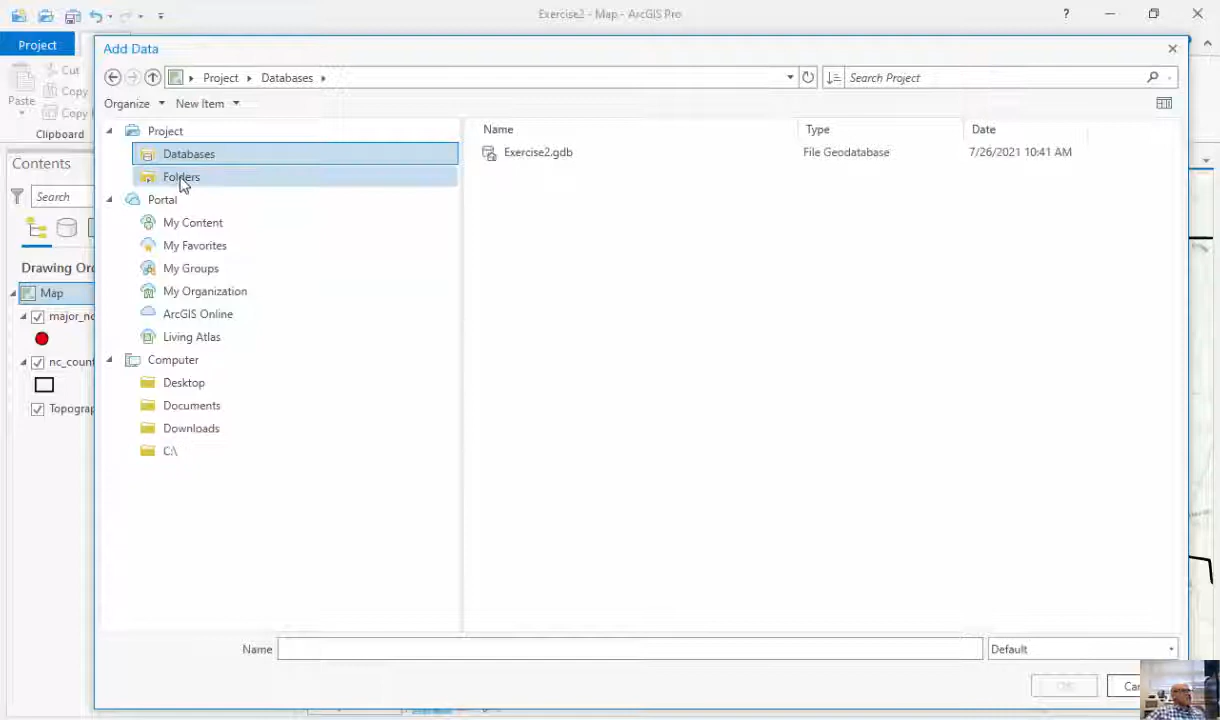 Exercise2 - Map - ArcGIS Pro
?
Project
Cut
Paste
Copy
Copy
Clipboard
Contents
Search
Drawing Ord
Map
major_nc
nc_count
Topograp
Add Data
Project
Databases
Search Project
Organize
New Item
Project
Databases
Folders
Portal
My Content
My Favorites
My Groups
My Organization
ArcGIS Online
Living Atlas
Computer
Desktop
Documents
Downloads
C:\
Name Type Date
Exercise2.gdb File Geodatabase 7/26/2021 10:41 AM
Name
Default
OK
Can